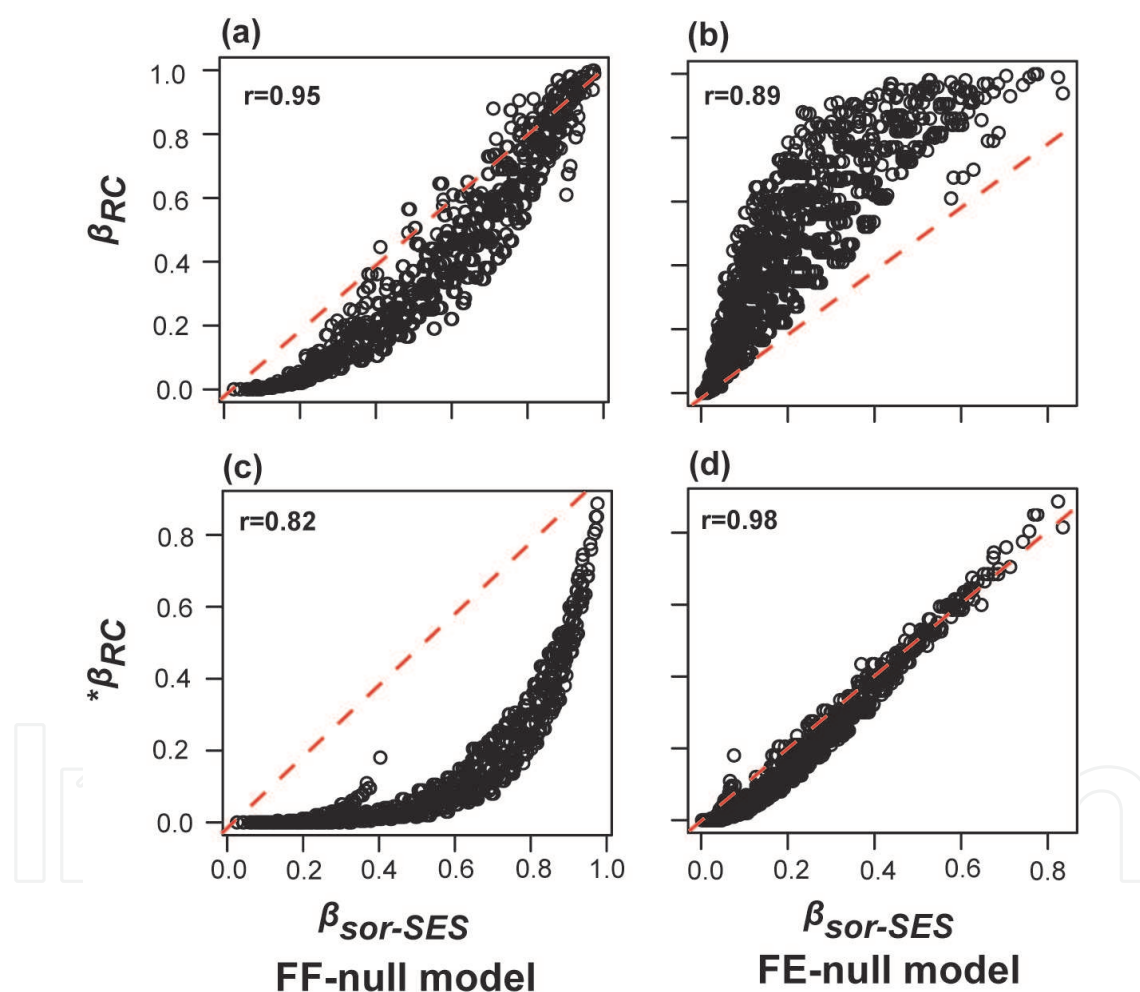 (a)
(b)
r=0.95
r=0.89
1.0
0.8
0.6
0.4
0.2
0.0
βRC
(c)
(d)
r=0.82
r=0.98
0.8
0.6
0.4
0.2
0.0
*βRC
0.0 0.2 0.4 0.6 0.8 1.0
0.0 0.2 0.4 0.6 0.8
βsor-SES
βsor-SES
FF-null model
FE-null model